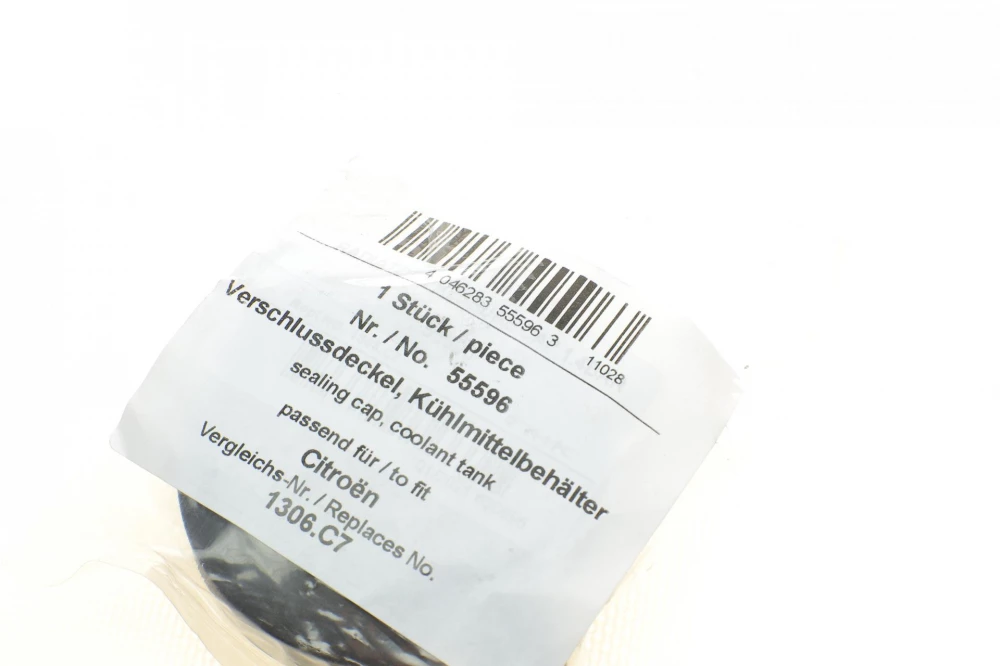 4 046283 55596 3
11028
1 Stück / piece
Nr. / No. 55596
Verschlussdeckel, Kühlmittelbehälter
sealing cap, coolant tank
passend für / to fit
Citroën
Vergleichs-Nr. / Replaces No.
1306.C7